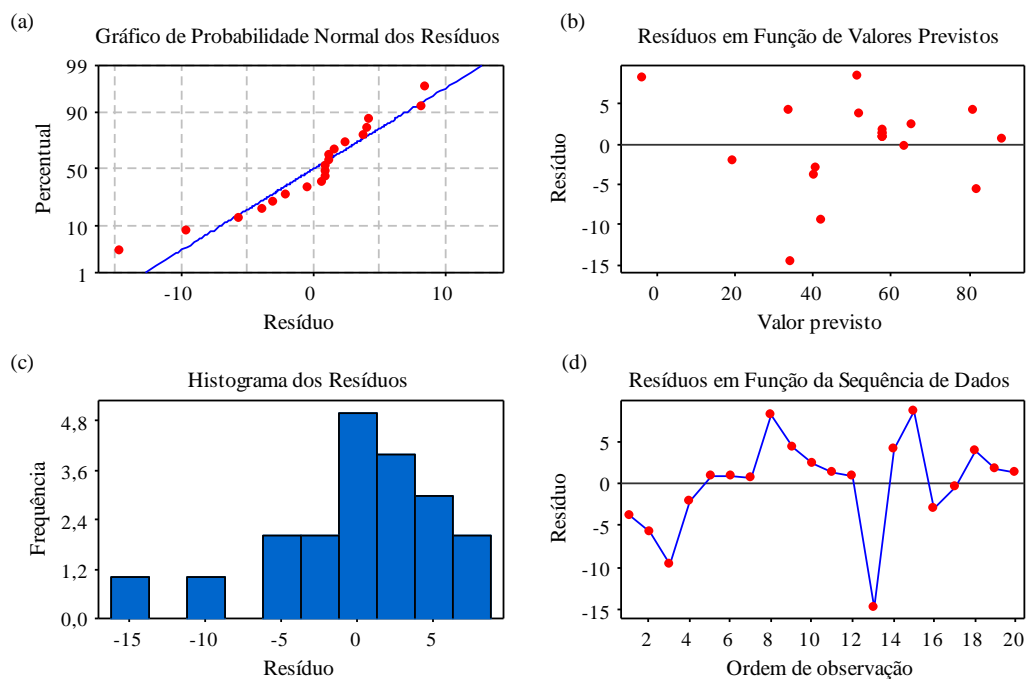 (a)
Gráfico de Probabilidade Normal dos Resíduos
99
90
50
10
1
Percentual
-10 0 10
Resíduo
(b)
Resíduos em Função de Valores Previstos
5
0
-5
-10
-15
Resíduo
0 20 40 60 80
Valor previsto
(c)
Histograma dos Resíduos
4,8
3,6
2,4
1,2
0,0
Frequência
-15 -10 -5 0 5
Resíduo
(d)
Resíduos em Função da Sequência de Dados
5
0
-5
-10
-15
Resíduo
2 4 6 8 10 12 14 16 18 20
Ordem de observação